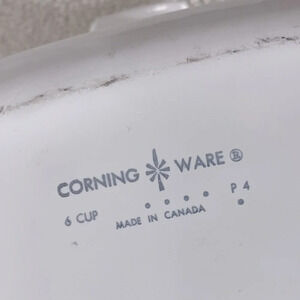 CORNING WARE ®
6 CUP P 4
MADE IN CANADA